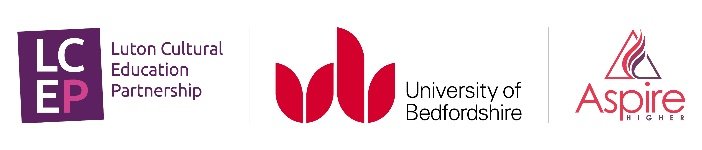 LC
EP
Luton Cultural
Education
Partnership
University of
Bedfordshire
Aspire
HIGHER